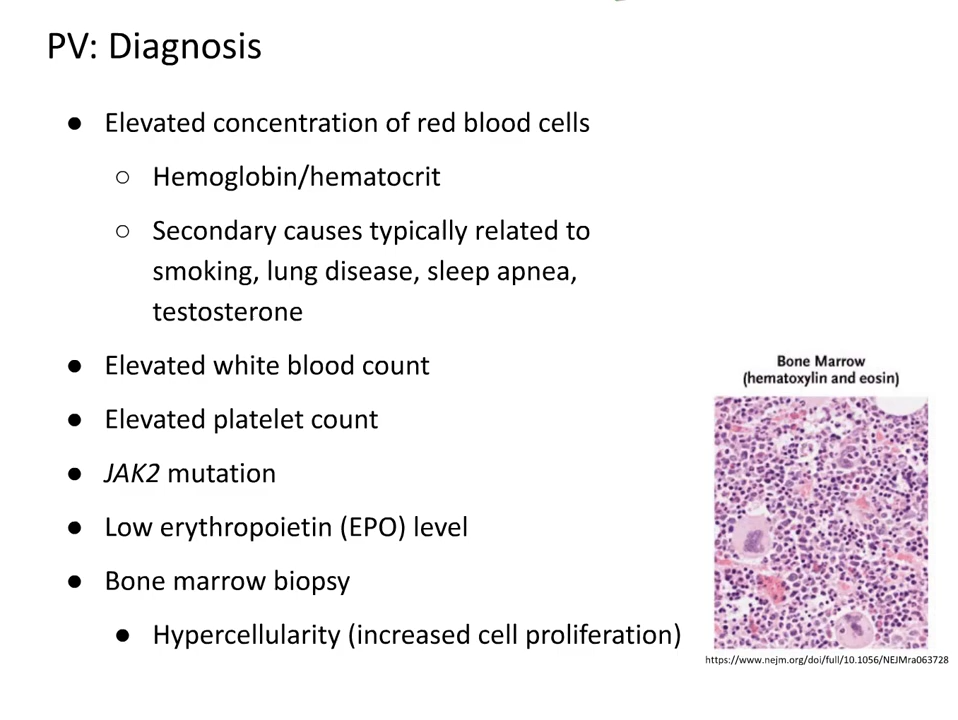 PV: Diagnosis
● Elevated concentration of red blood cells
○ Hemoglobin/hematocrit
○ Secondary causes typically related to
smoking, lung disease, sleep apnea,
testosterone
● Elevated white blood count
● Elevated platelet count
● JAK2 mutation
● Low erythropoietin (EPO) level
● Bone marrow biopsy
● Hypercellularity (increased cell proliferation)
Bone Marrow
(hematoxylin and eosin)
https://www.nejm.org/doi/full/10.1056/NEJMra063728